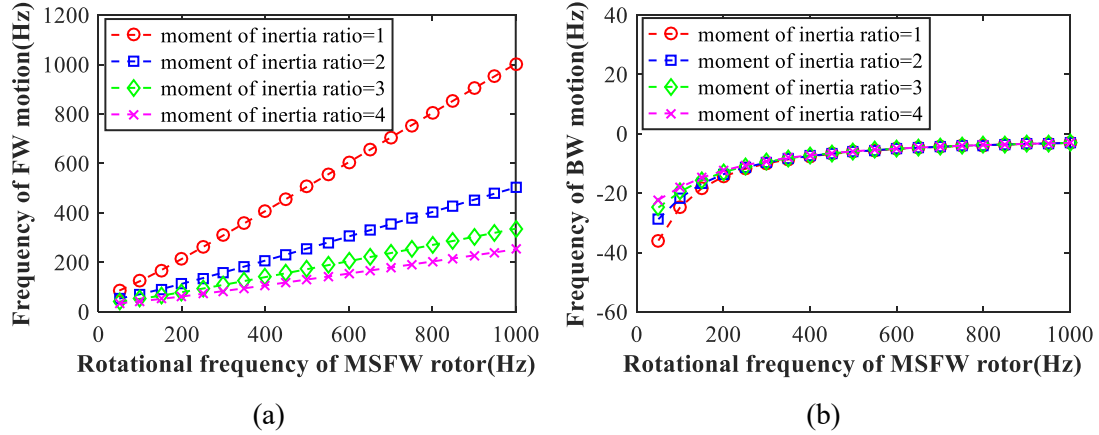 Frequency of FW motion(Hz)
1200
1000
800
600
400
200
0
moment of inertia ratio=1
moment of inertia ratio=2
moment of inertia ratio=3
moment of inertia ratio=4
0 200 400 600 800 1000
Rotational frequency of MSFW rotor(Hz)
(a)
Frequency of BW motion(Hz)
40
20
0
-20
-40
-60
moment of inertia ratio=1
moment of inertia ratio=2
moment of inertia ratio=3
moment of inertia ratio=4
0 200 400 600 800 1000
Rotational frequency of MSFW rotor(Hz)
(b)